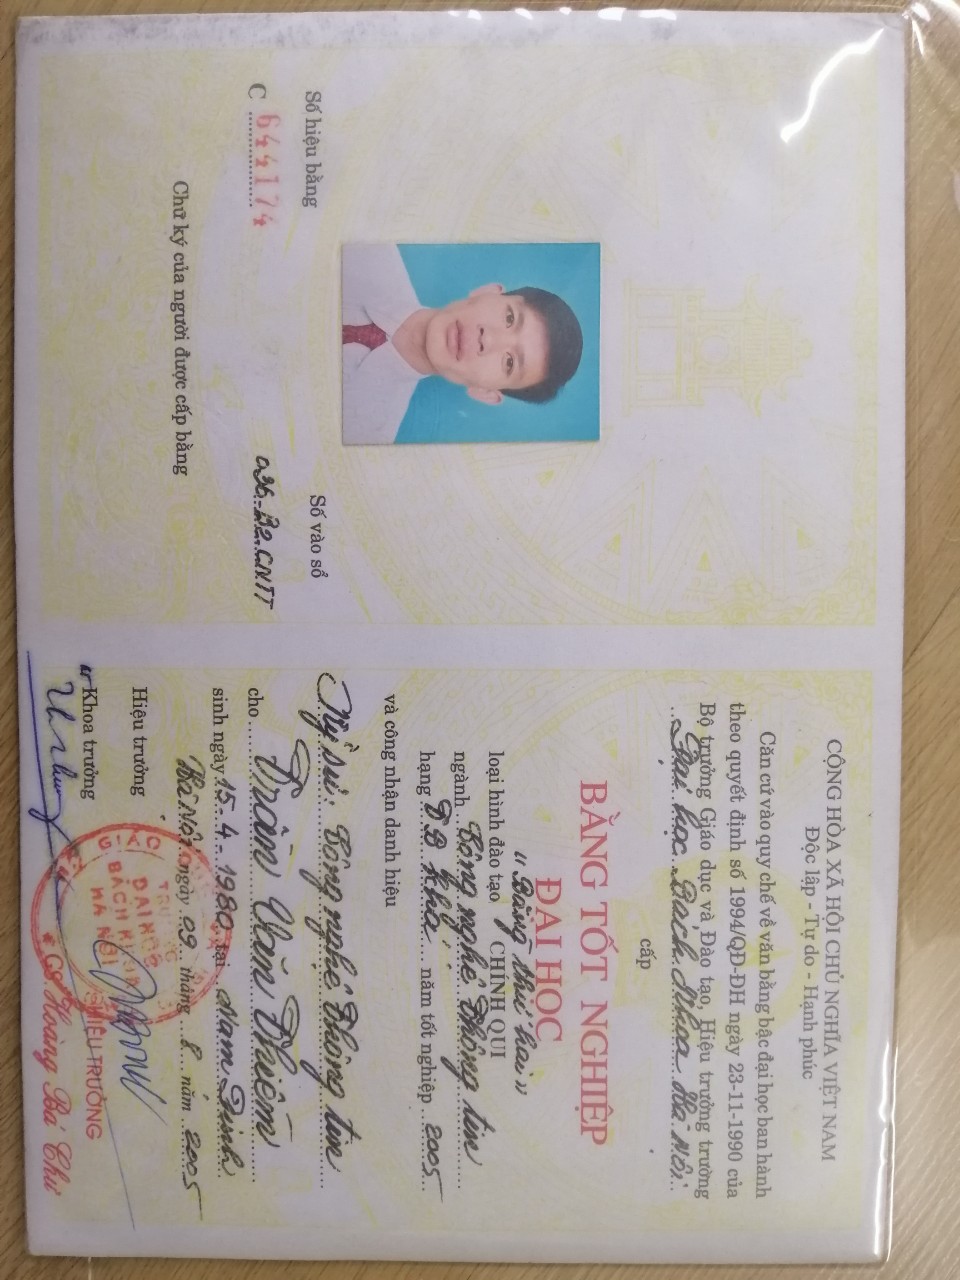 Số hiệu bằng
C 644174
Số vào sổ
B2.CNTT
Chữ ký của người được cấp bằng
CỘNG HÒA XÃ HỘI CHỦ NGHĨA VIỆT NAM
Độc lập - Tự do - Hạnh phúc
Căn cứ vào quy chế về văn bằng bậc đại học ban hành
theo quyết định số 1994/QĐ-ĐH ngày 23-11-1990 của
Bộ trưởng Giáo dục và Đào tạo, Hiệu trưởng trường
Đại học Bách Khoa Hà Nội
cấp
BẰNG TỐT NGHIỆP
ĐẠI HỌC
"Bằng thứ hai"
loại hình đào tạo CHÍNH QUI
ngành Công nghệ Thông tin
hạng TB Khá năm tốt nghiệp 2005
và công nhận danh hiệu
Kỹ sư: Công nghệ Thông tin
cho Trần Văn Thiêm
sinh ngày 15-4-1980 tại Nam Định
Hà Nội ngày 09 tháng 8 năm 2005
Hiệu trưởng
Khoa trưởng
HIỆU TRƯỞNG
ĐẠI HỌC
BÁCH KHOA
HÀ NỘI
Hoàng Bá Chư